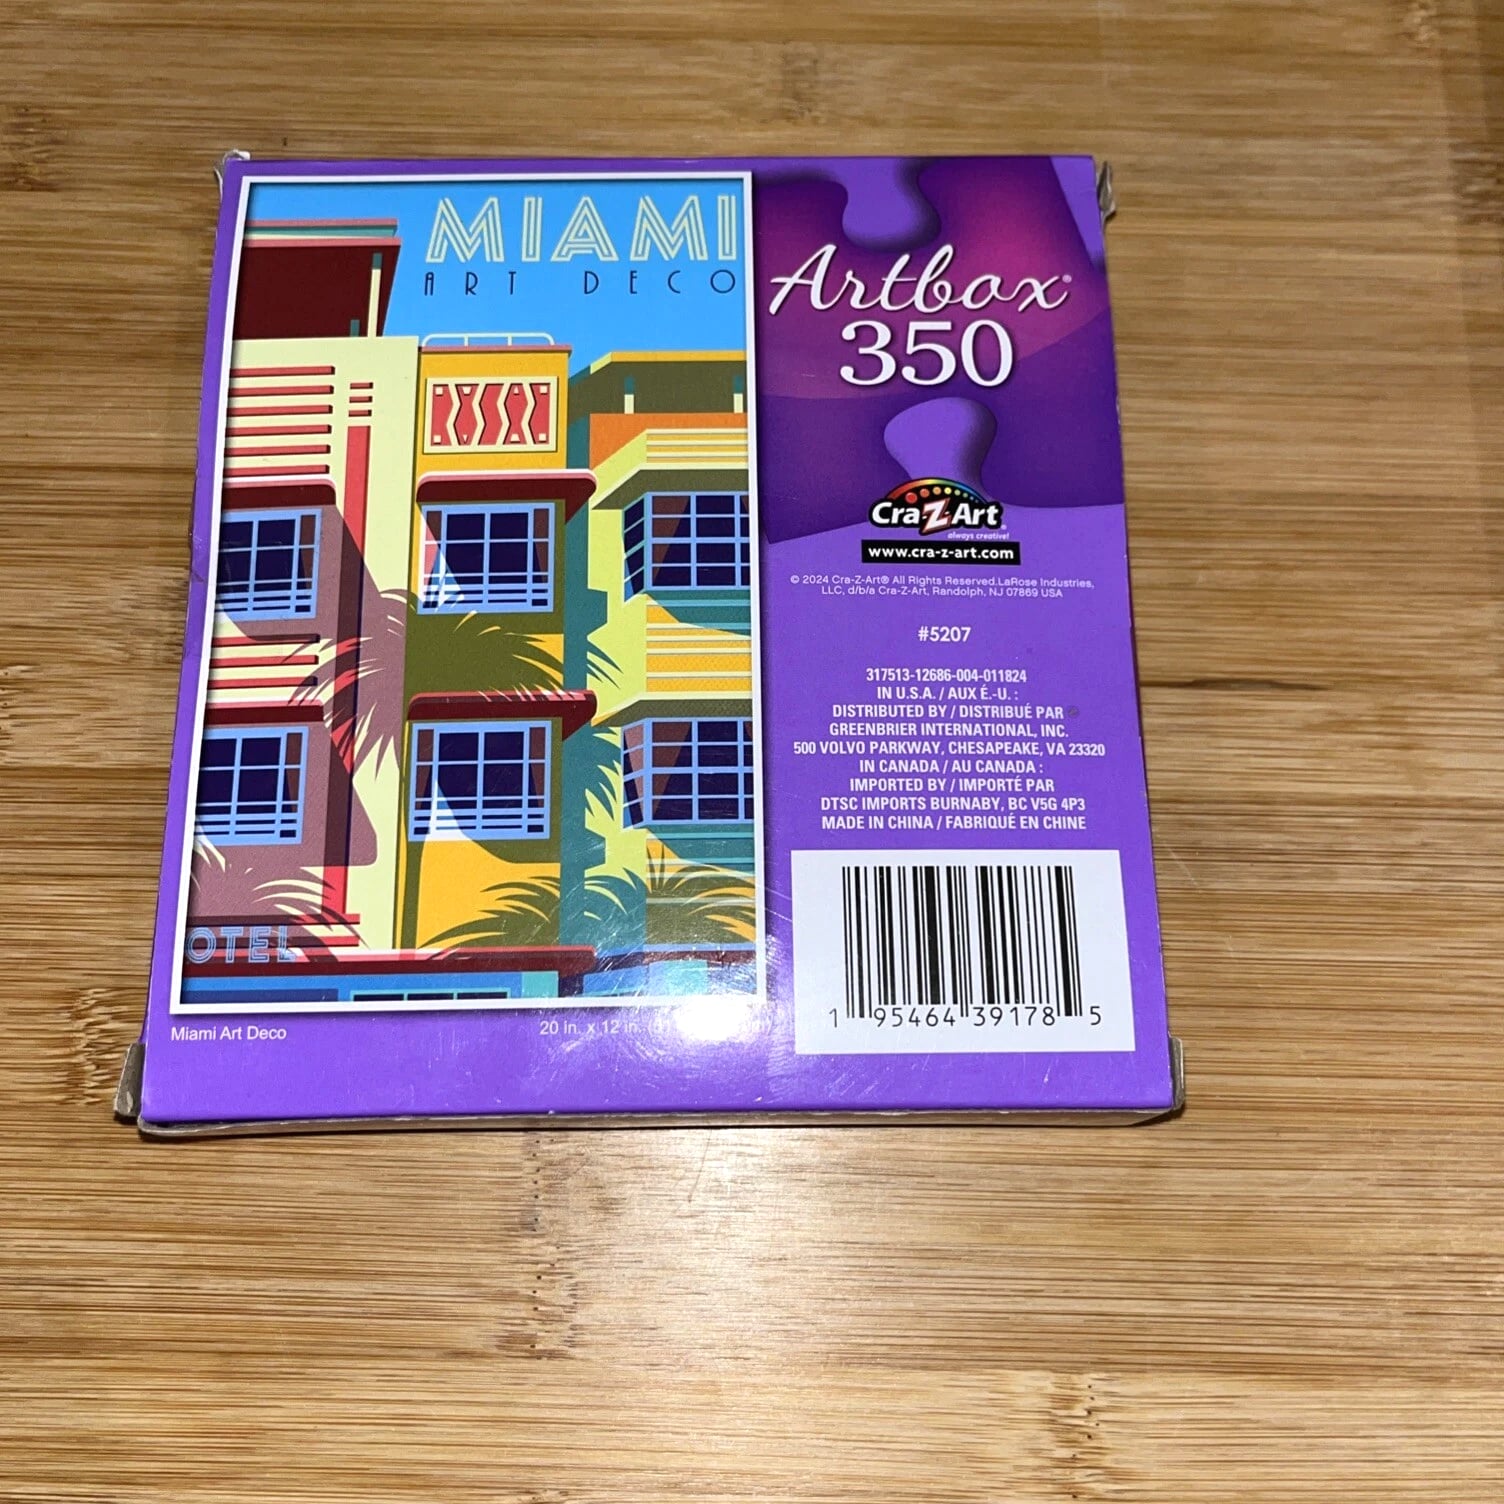 MIAMI
ART DECO
OTEL
Miami Art Deco
20 in. x 12 in.
Artbox®
350
Cra-Z-Art
always creative!
www.cra-z-art.com
© 2024 Cra-Z-Art® All Rights Reserved.LaRose Industries,
LLC, d/b/a Cra-Z-Art, Randolph, NJ 07869 USA
#5207
317513-12686-004-011824
IN U.S.A. / AUX É.-U. :
DISTRIBUTED BY / DISTRIBUÉ PAR
GREENBRIER INTERNATIONAL, INC.
500 VOLVO PARKWAY, CHESAPEAKE, VA 23320
IN CANADA / AU CANADA :
IMPORTED BY / IMPORTÉ PAR
DTSC IMPORTS BURNABY, BC V5G 4P3
MADE IN CHINA / FABRIQUÉ EN CHINE
1 95464 39178 5